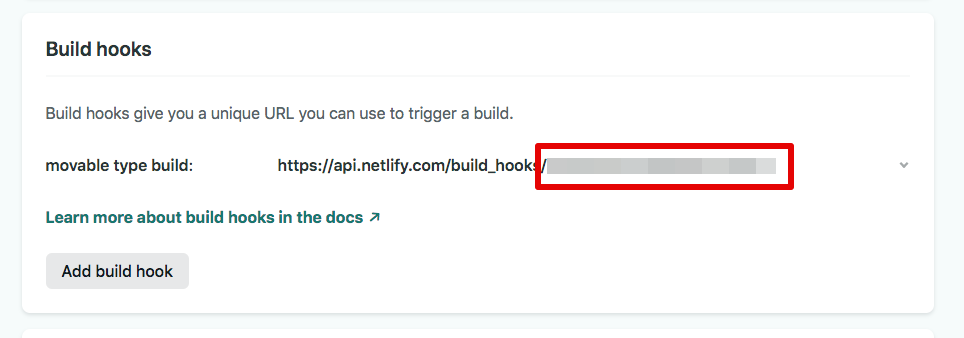 Build hooks
Build hooks give you a unique URL you can use to trigger a build.
movable type build: https://api.netlify.com/build_hooks/
Learn more about build hooks in the docs ↗
Add build hook